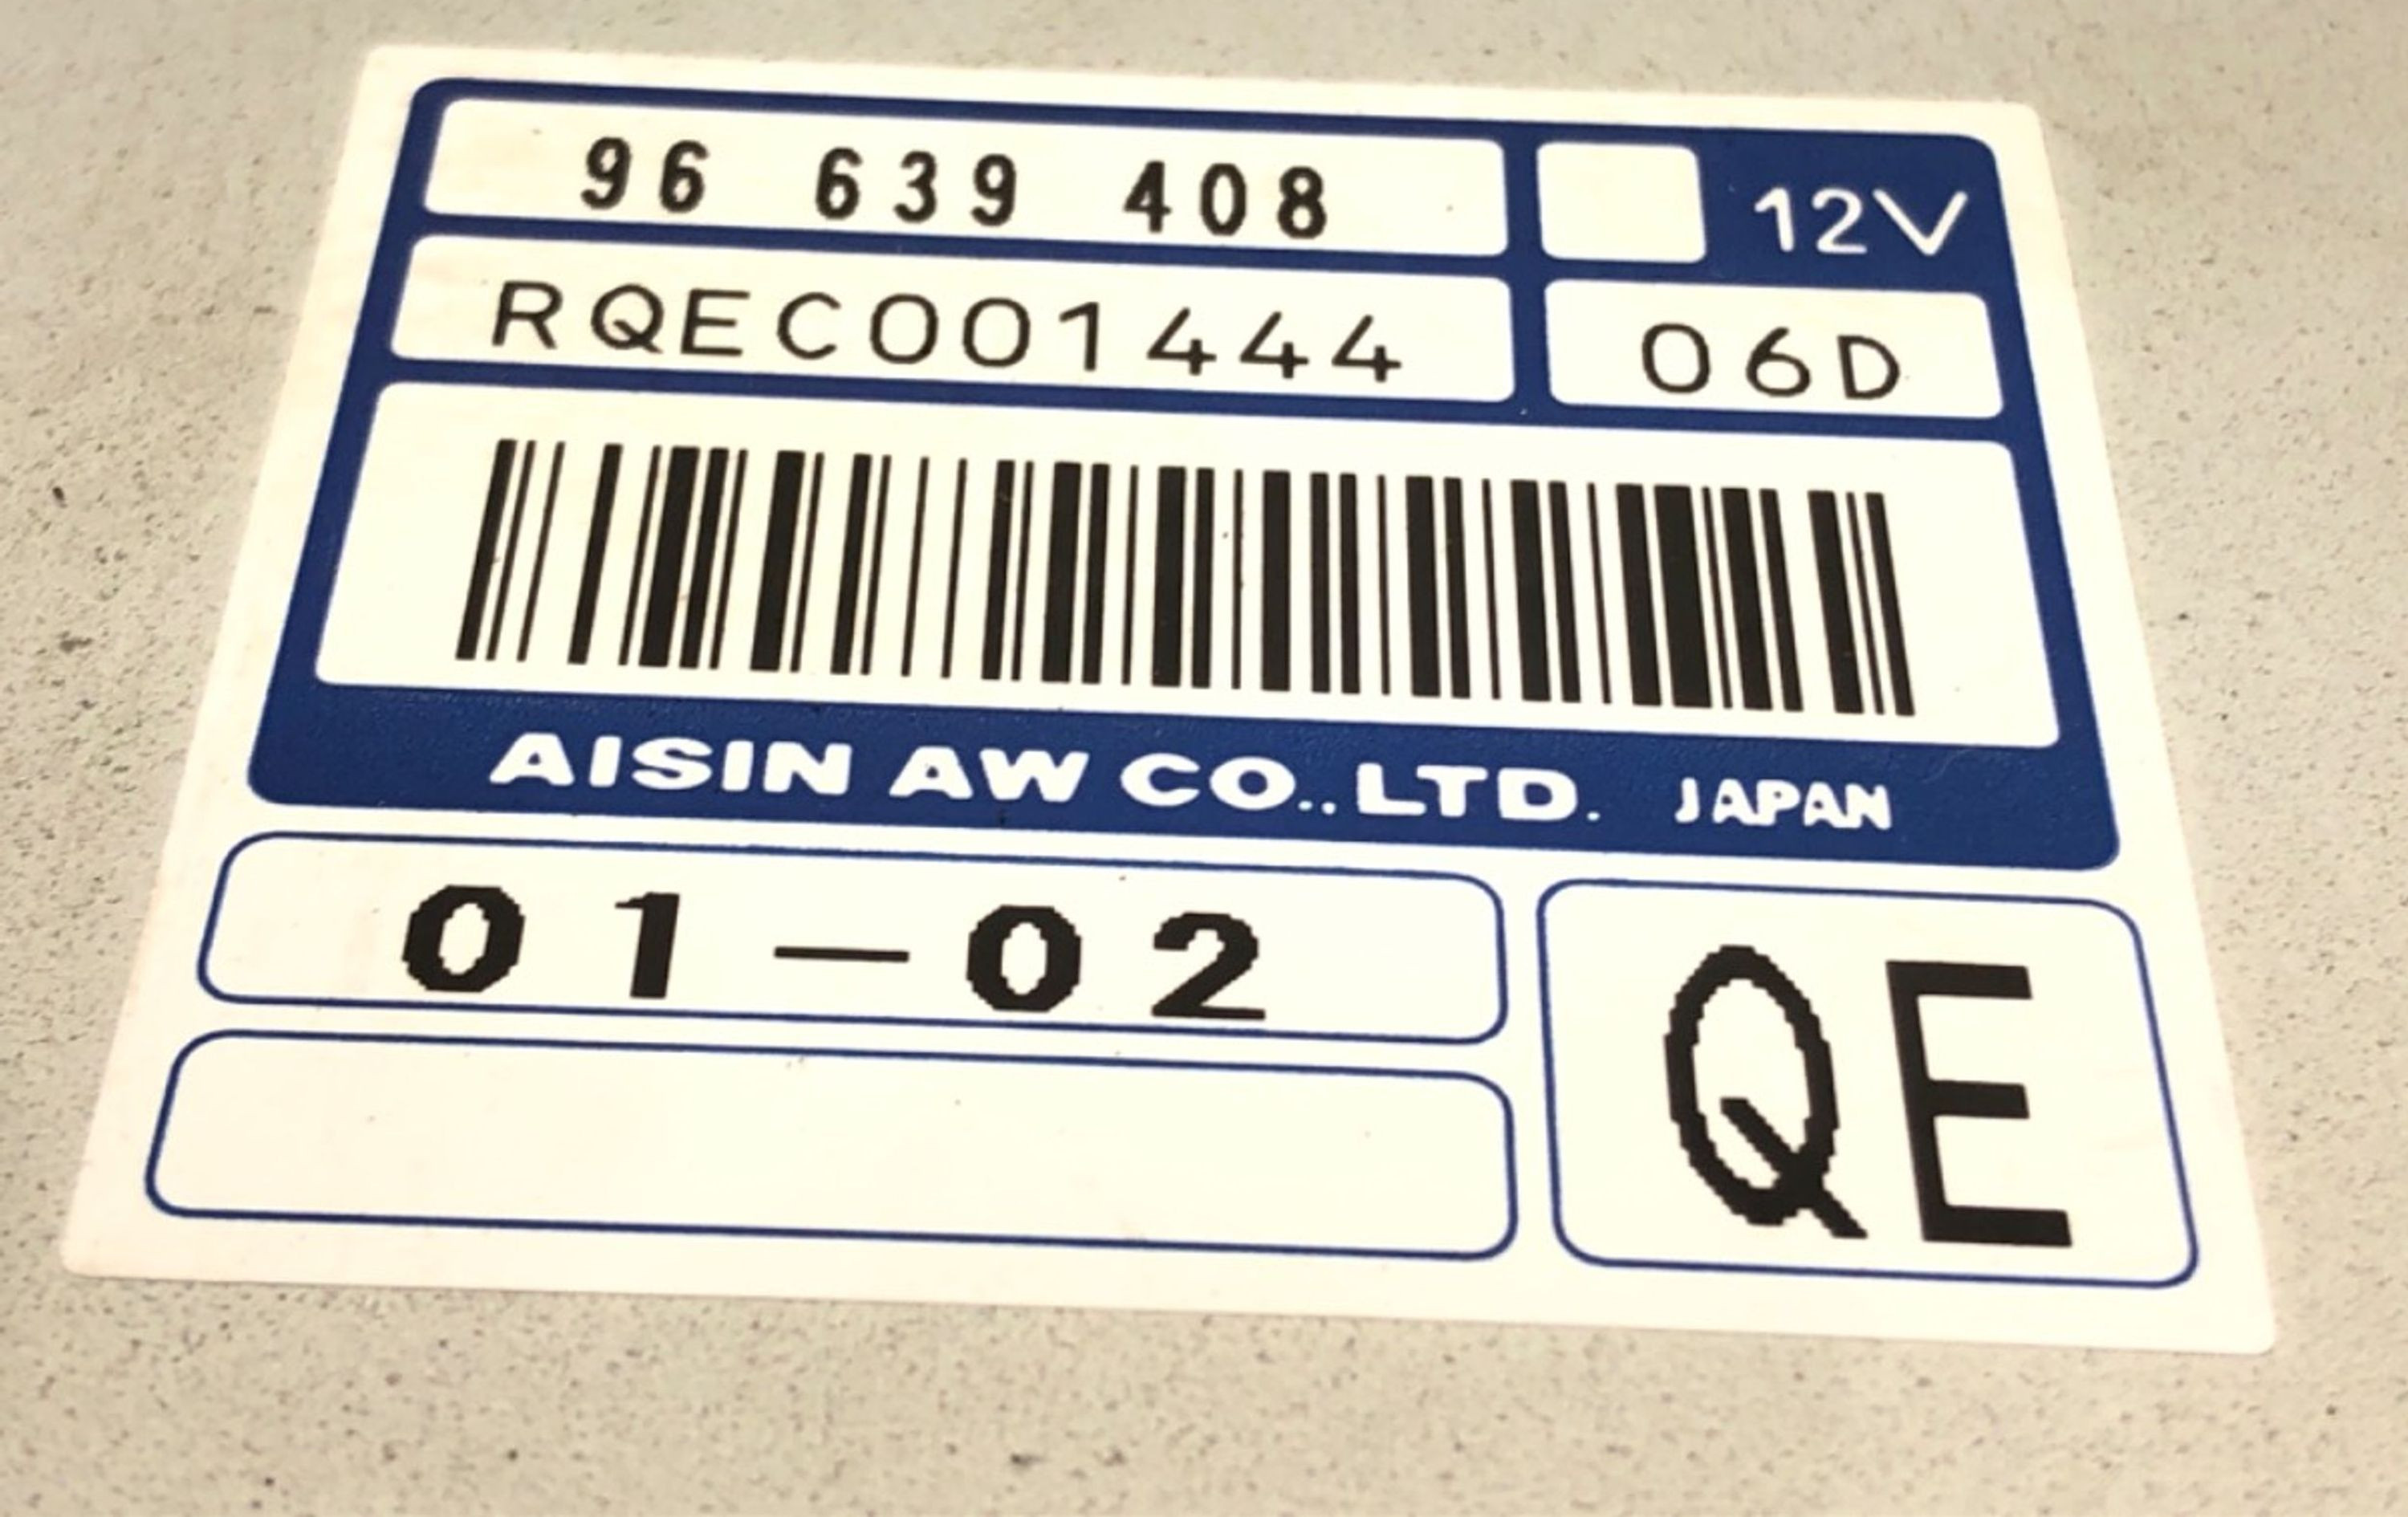 96 639 408
12V
RQEC001444
06D
AISIN AW CO.,LTD. JAPAN
01-02
QE